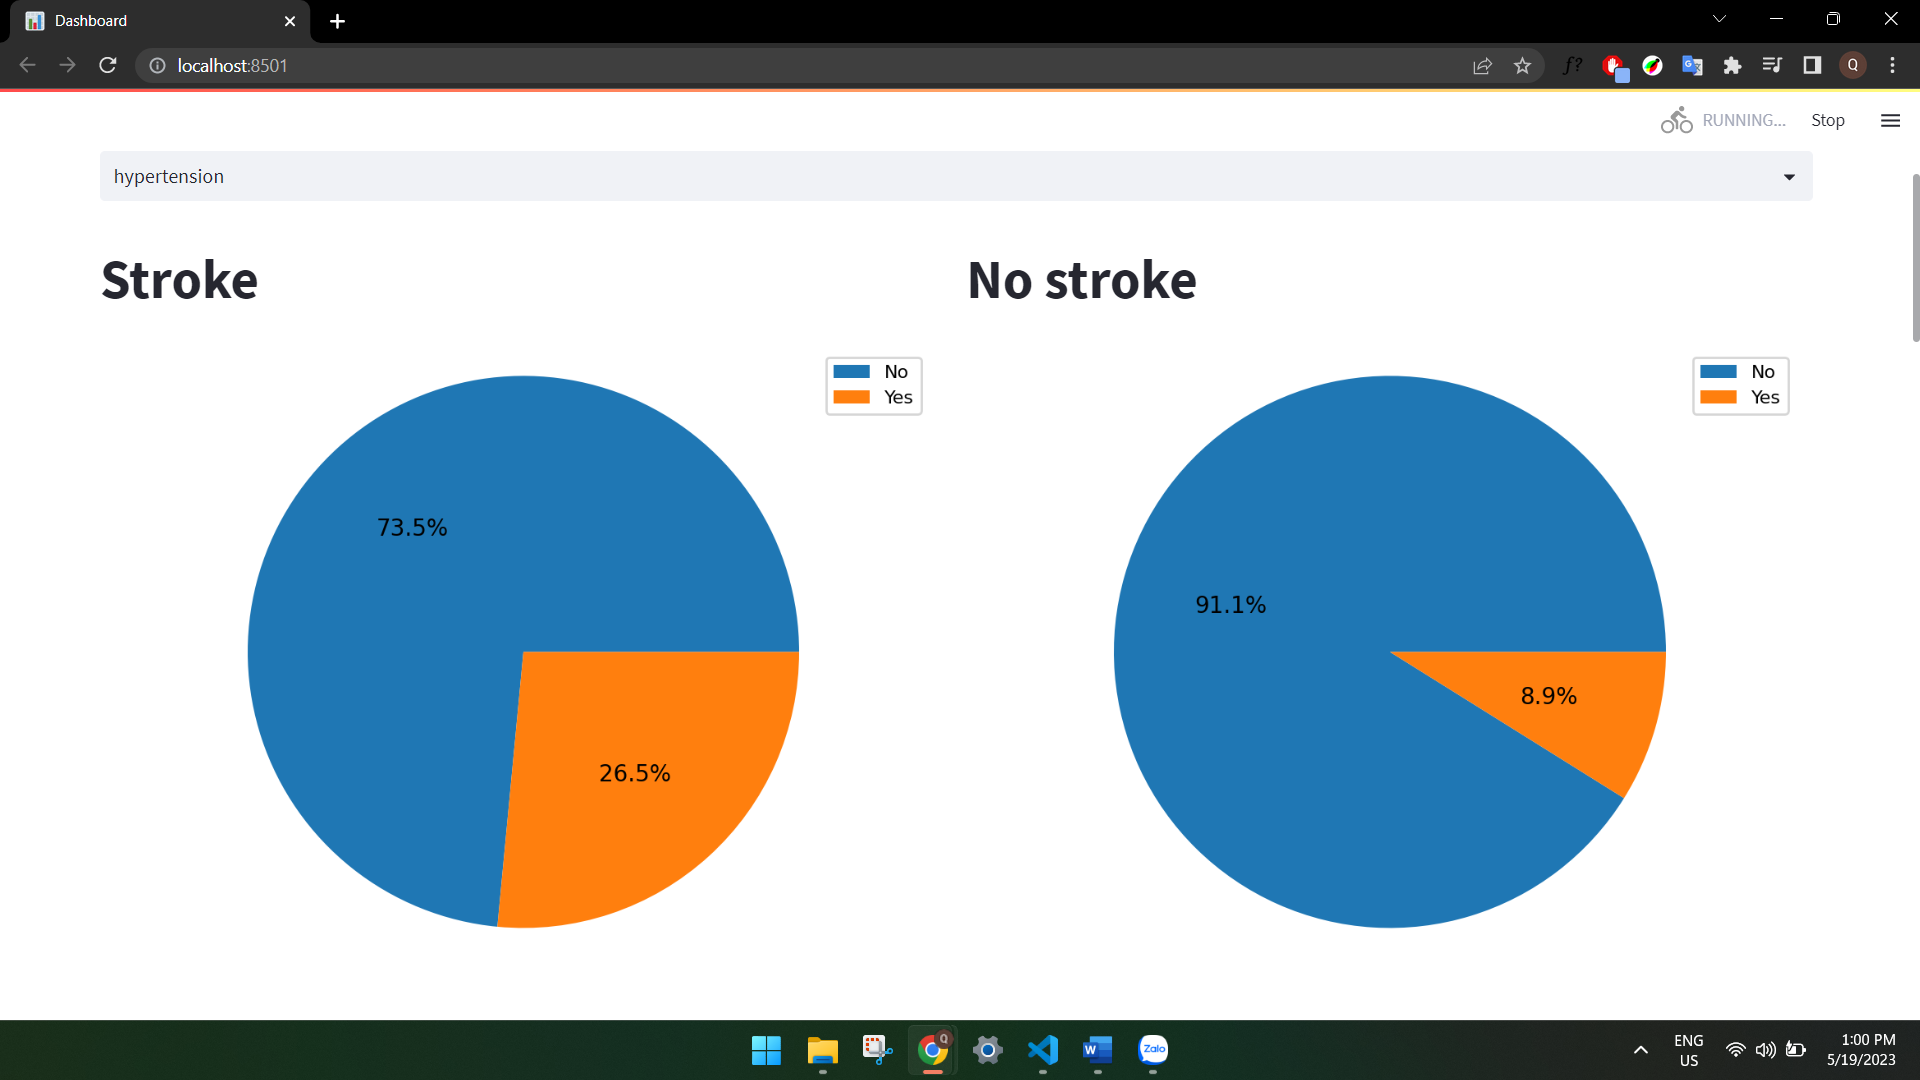 Dashboard
localhost:8501
Q
RUNNING...
Stop
hypertension
Stroke
No stroke
No
Yes
73.5%
26.5%
No
Yes
91.1%
8.9%
Q
W
Zalo
ENG
US
1:00 PM
5/19/2023